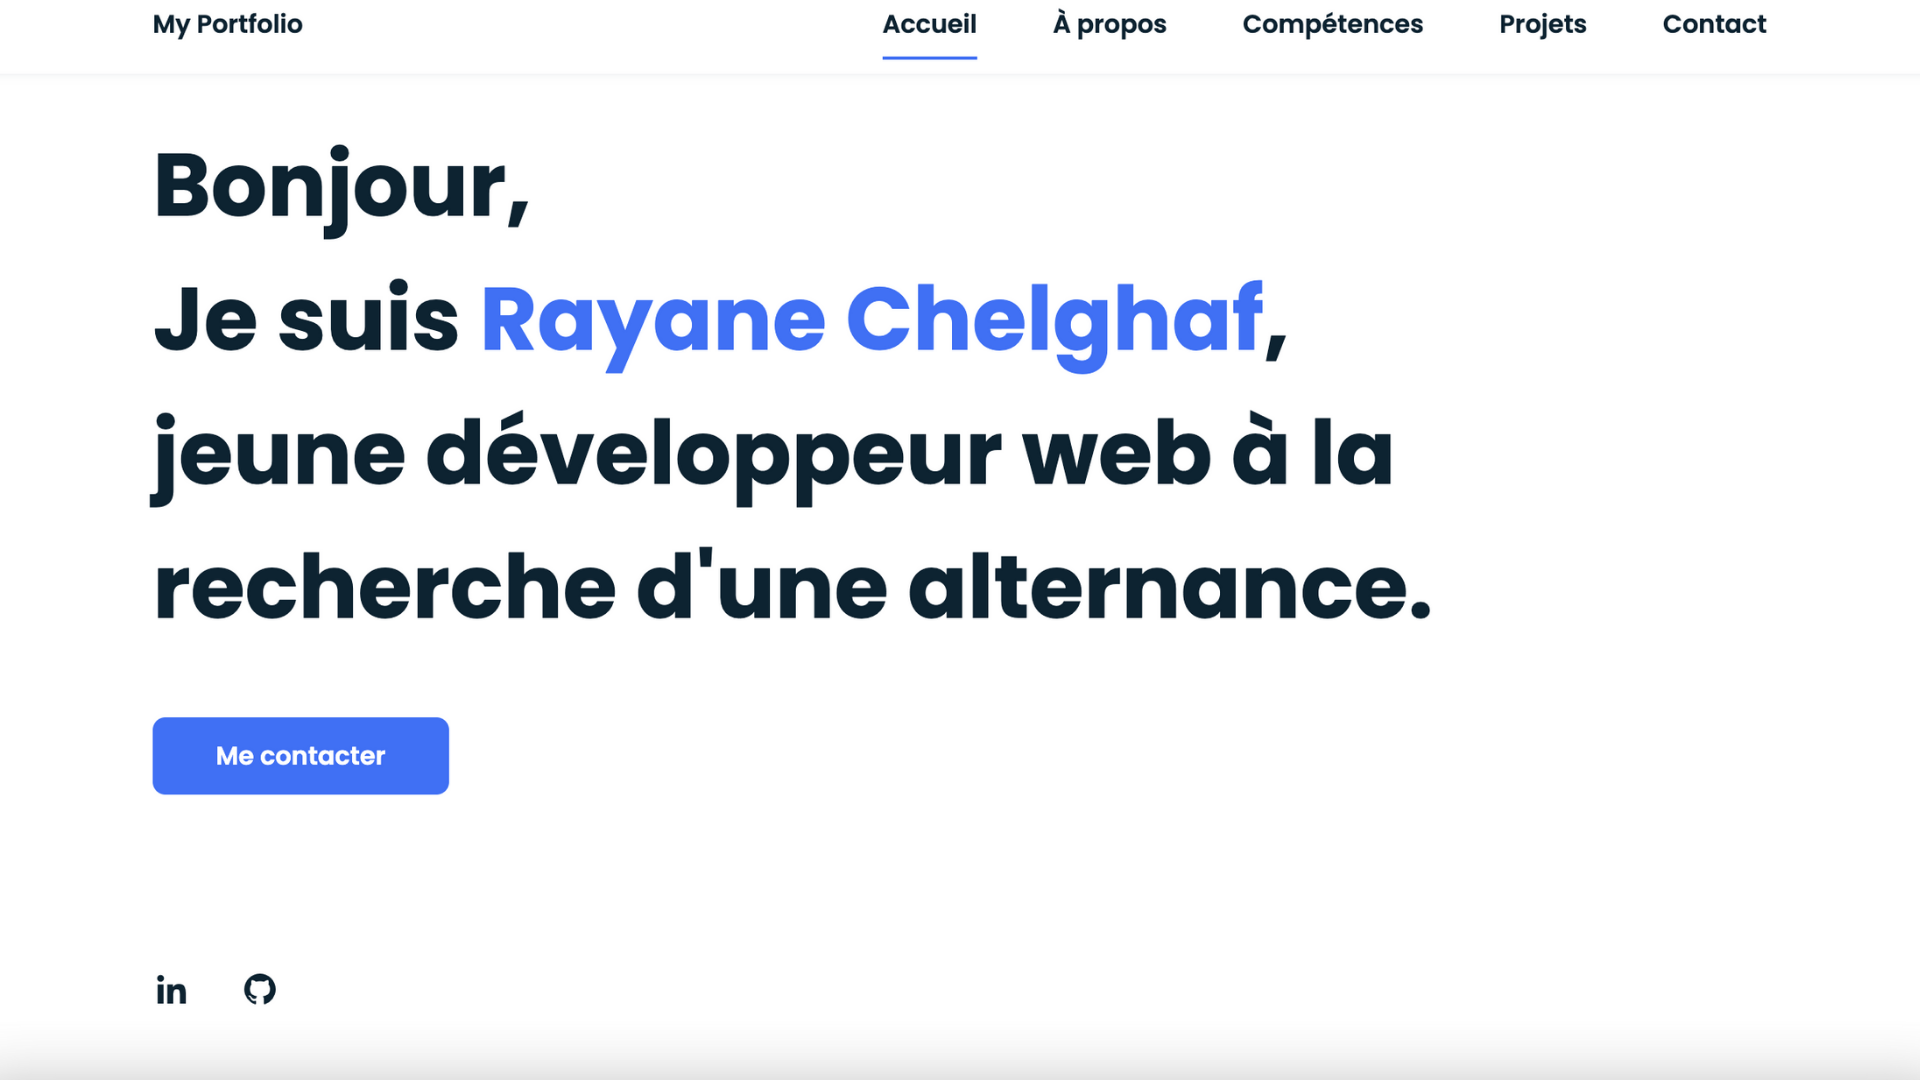 My Portfolio
Accueil
À propos
Compétences
Projets
Contact
Bonjour,
Je suis Rayane Chelghaf,
jeune développeur web à la
recherche d'une alternance.
Me contacter
in